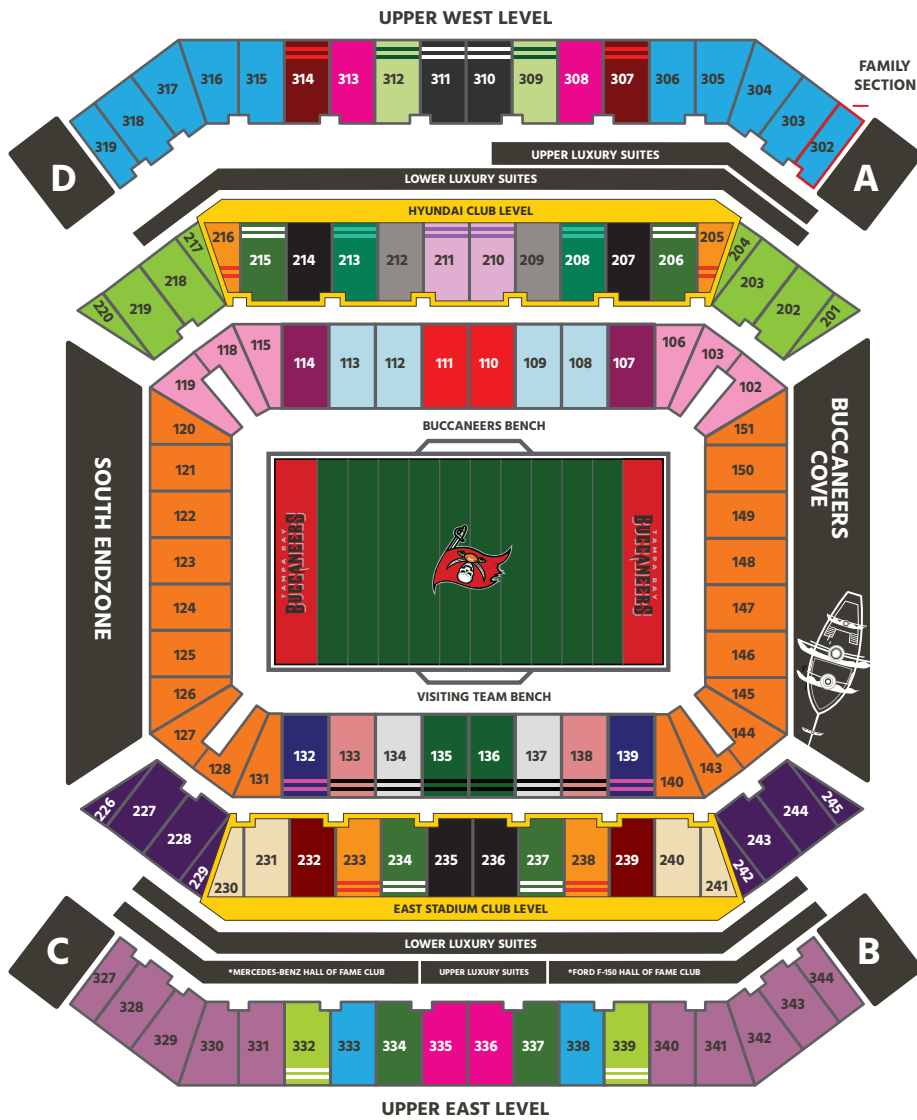 UPPER WEST LEVEL
FAMILY
SECTION
319 318 317 316 315 314 313 312 311 310 309 308 307 306 305 304 303 302
D
A
UPPER LUXURY SUITES
LOWER LUXURY SUITES
HYUNDAI CLUB LEVEL
220 219 218 217 216 215 214 213 212 211 210 209 208 207 206 205 204 203 202 201
119 118 115 114 113 112 111 110 109 108 107 106 103 102
BUCCANEERS BENCH
120
151
121
150
122
149
123
148
124
147
125
146
126
145
127
144
SOUTH ENDZONE
BUCCANEERS
COVE
TAMPA BAY
BUCCANEERS
TAMPA BAY
BUCCANEERS
VISITING TEAM BENCH
128 131 132 133 134 135 136 137 138 139 140 143
226 227 228 229 230 231 232 233 234 235 236 237 238 239 240 241 242 243 244 245
EAST STADIUM CLUB LEVEL
C
B
LOWER LUXURY SUITES
*MERCEDES-BENZ HALL OF FAME CLUB
UPPER LUXURY SUITES
*FORD F-150 HALL OF FAME CLUB
327 328 329 330 331 332 333 334 335 336 337 338 339 340 341 342 343 344
UPPER EAST LEVEL